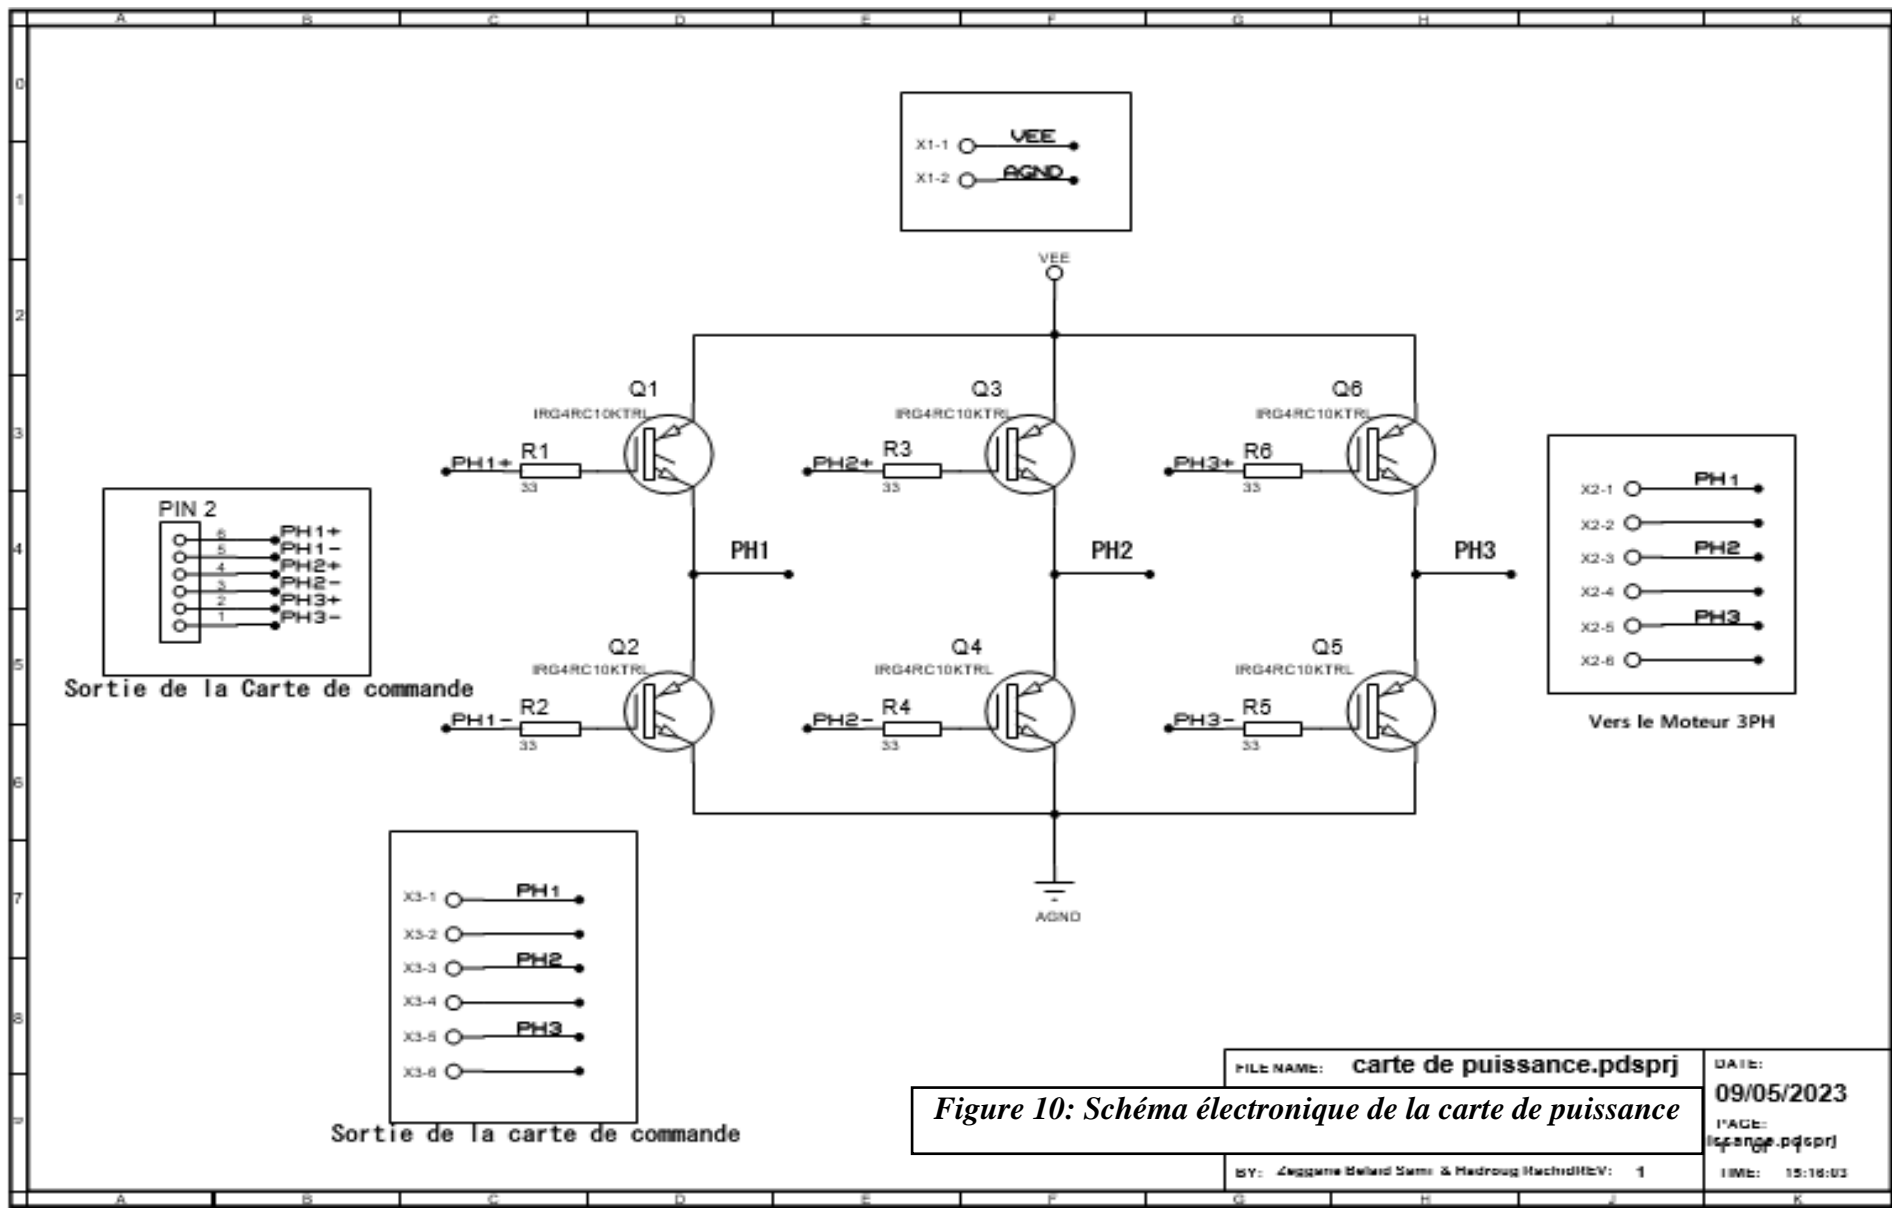 A B C D E F G H J K
0
1
2
3
4
5
6
7
8
X1-1 VEE
X1-2 AGND
VEE
Q1
IRG4RC10KTRL
PH1+ R1
33
Q3
IRG4RC10KTRL
PH2+ R3
33
Q6
IRG4RC10KTRL
PH3+ R6
33
PIN 2
6 PH1+
5 PH1-
4 PH2+
3 PH2-
2 PH3+
1 PH3-
Sortie de la Carte de commande
PH1
PH2
PH3
X2-1 PH1
X2-2
X2-3 PH2
X2-4
X2-5 PH3
X2-6
Vers le Moteur 3PH
Q2
IRG4RC10KTRL
PH1- R2
33
Q4
IRG4RC10KTRL
PH2- R4
33
Q5
IRG4RC10KTRL
PH3- R5
33
AGND
X3-1 PH1
X3-2
X3-3 PH2
X3-4
X3-5 PH3
X3-6
Sortie de la carte de commande
FILE NAME: carte de puissance.pdsprj
DATE:
09/05/2023
Figure 10: Schéma électronique de la carte de puissance
PAGE:
BY: Zeggane Belaid Sami & Hadroug Rachid REV: 1
TIME: 15:16:03
A B C D E F G H J K